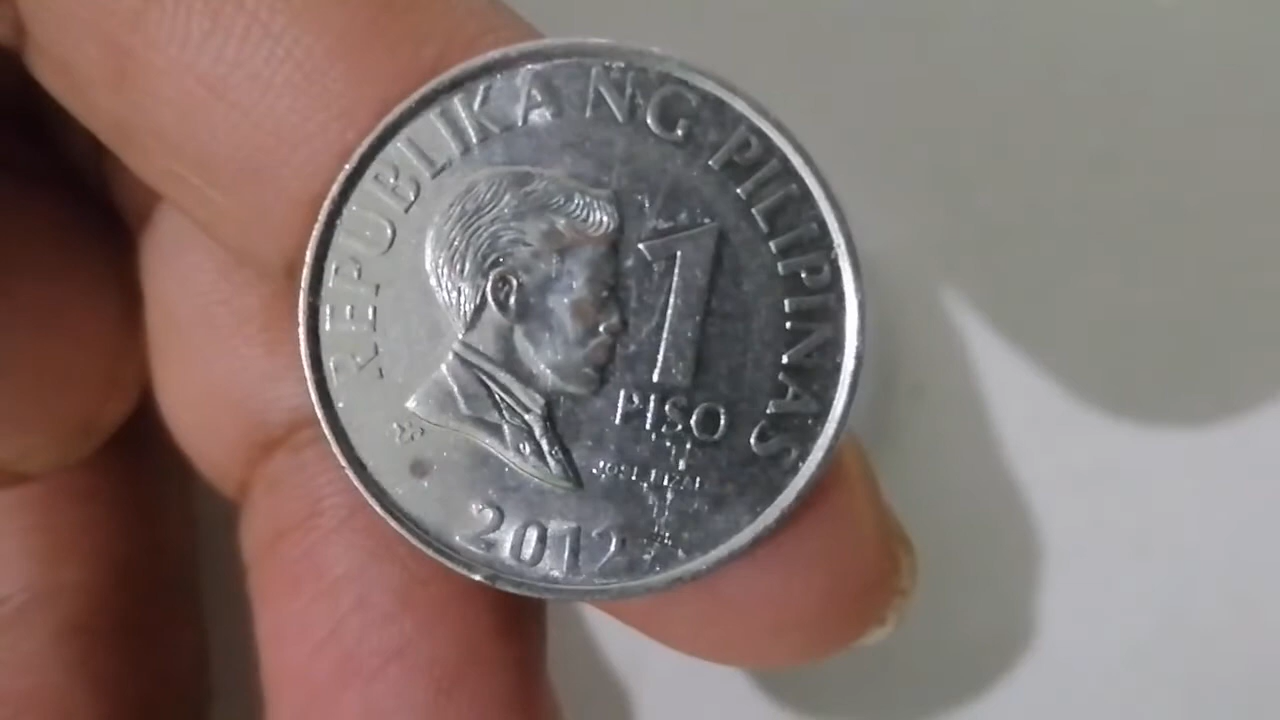 REPUBLIKA NG PILIPINAS
1
PISO
JOSE RIZAL
2012